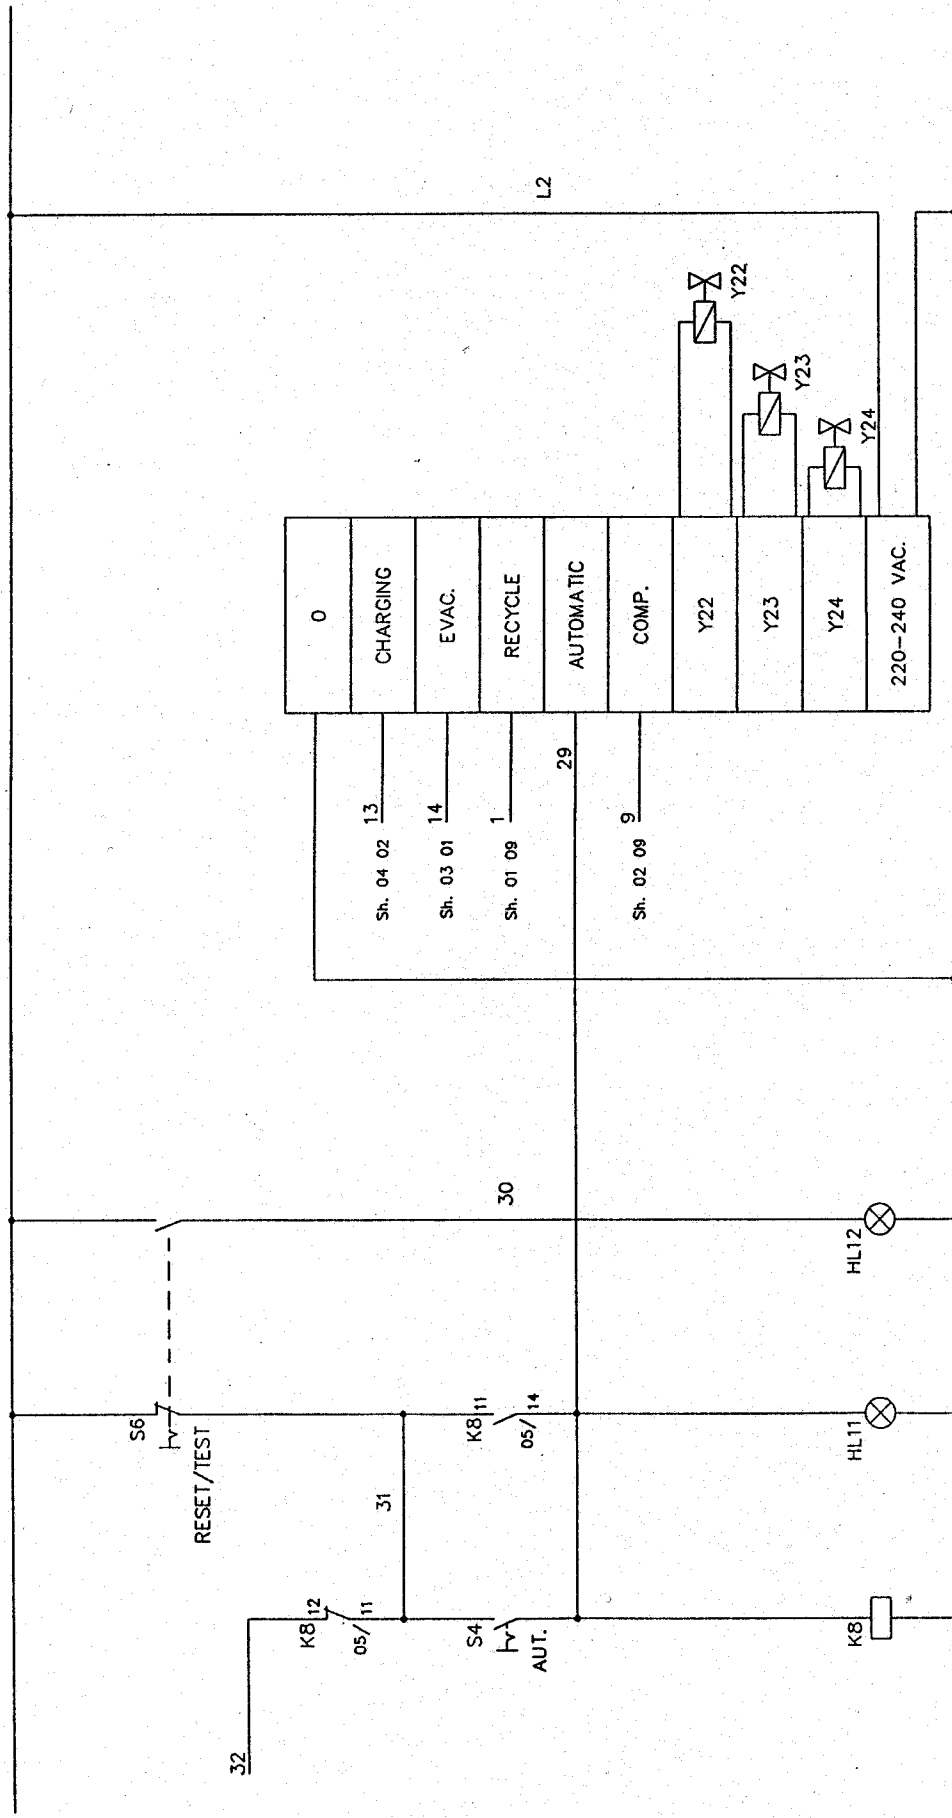 L2
Y22
Y23
Y24
O
CHARGING
EVAC.
RECYCLE
AUTOMATIC
COMP.
Y22
Y23
Y24
220-240 VAC.
13
Sh. 04 02
14
Sh. 03 01
1
Sh. 01 09
29
9
Sh. 02 09
30
HL12
S6
RESET/TEST
K8
11
05/
14
31
HL11
K8
12
05/
11
S4
AUT.
K8
32